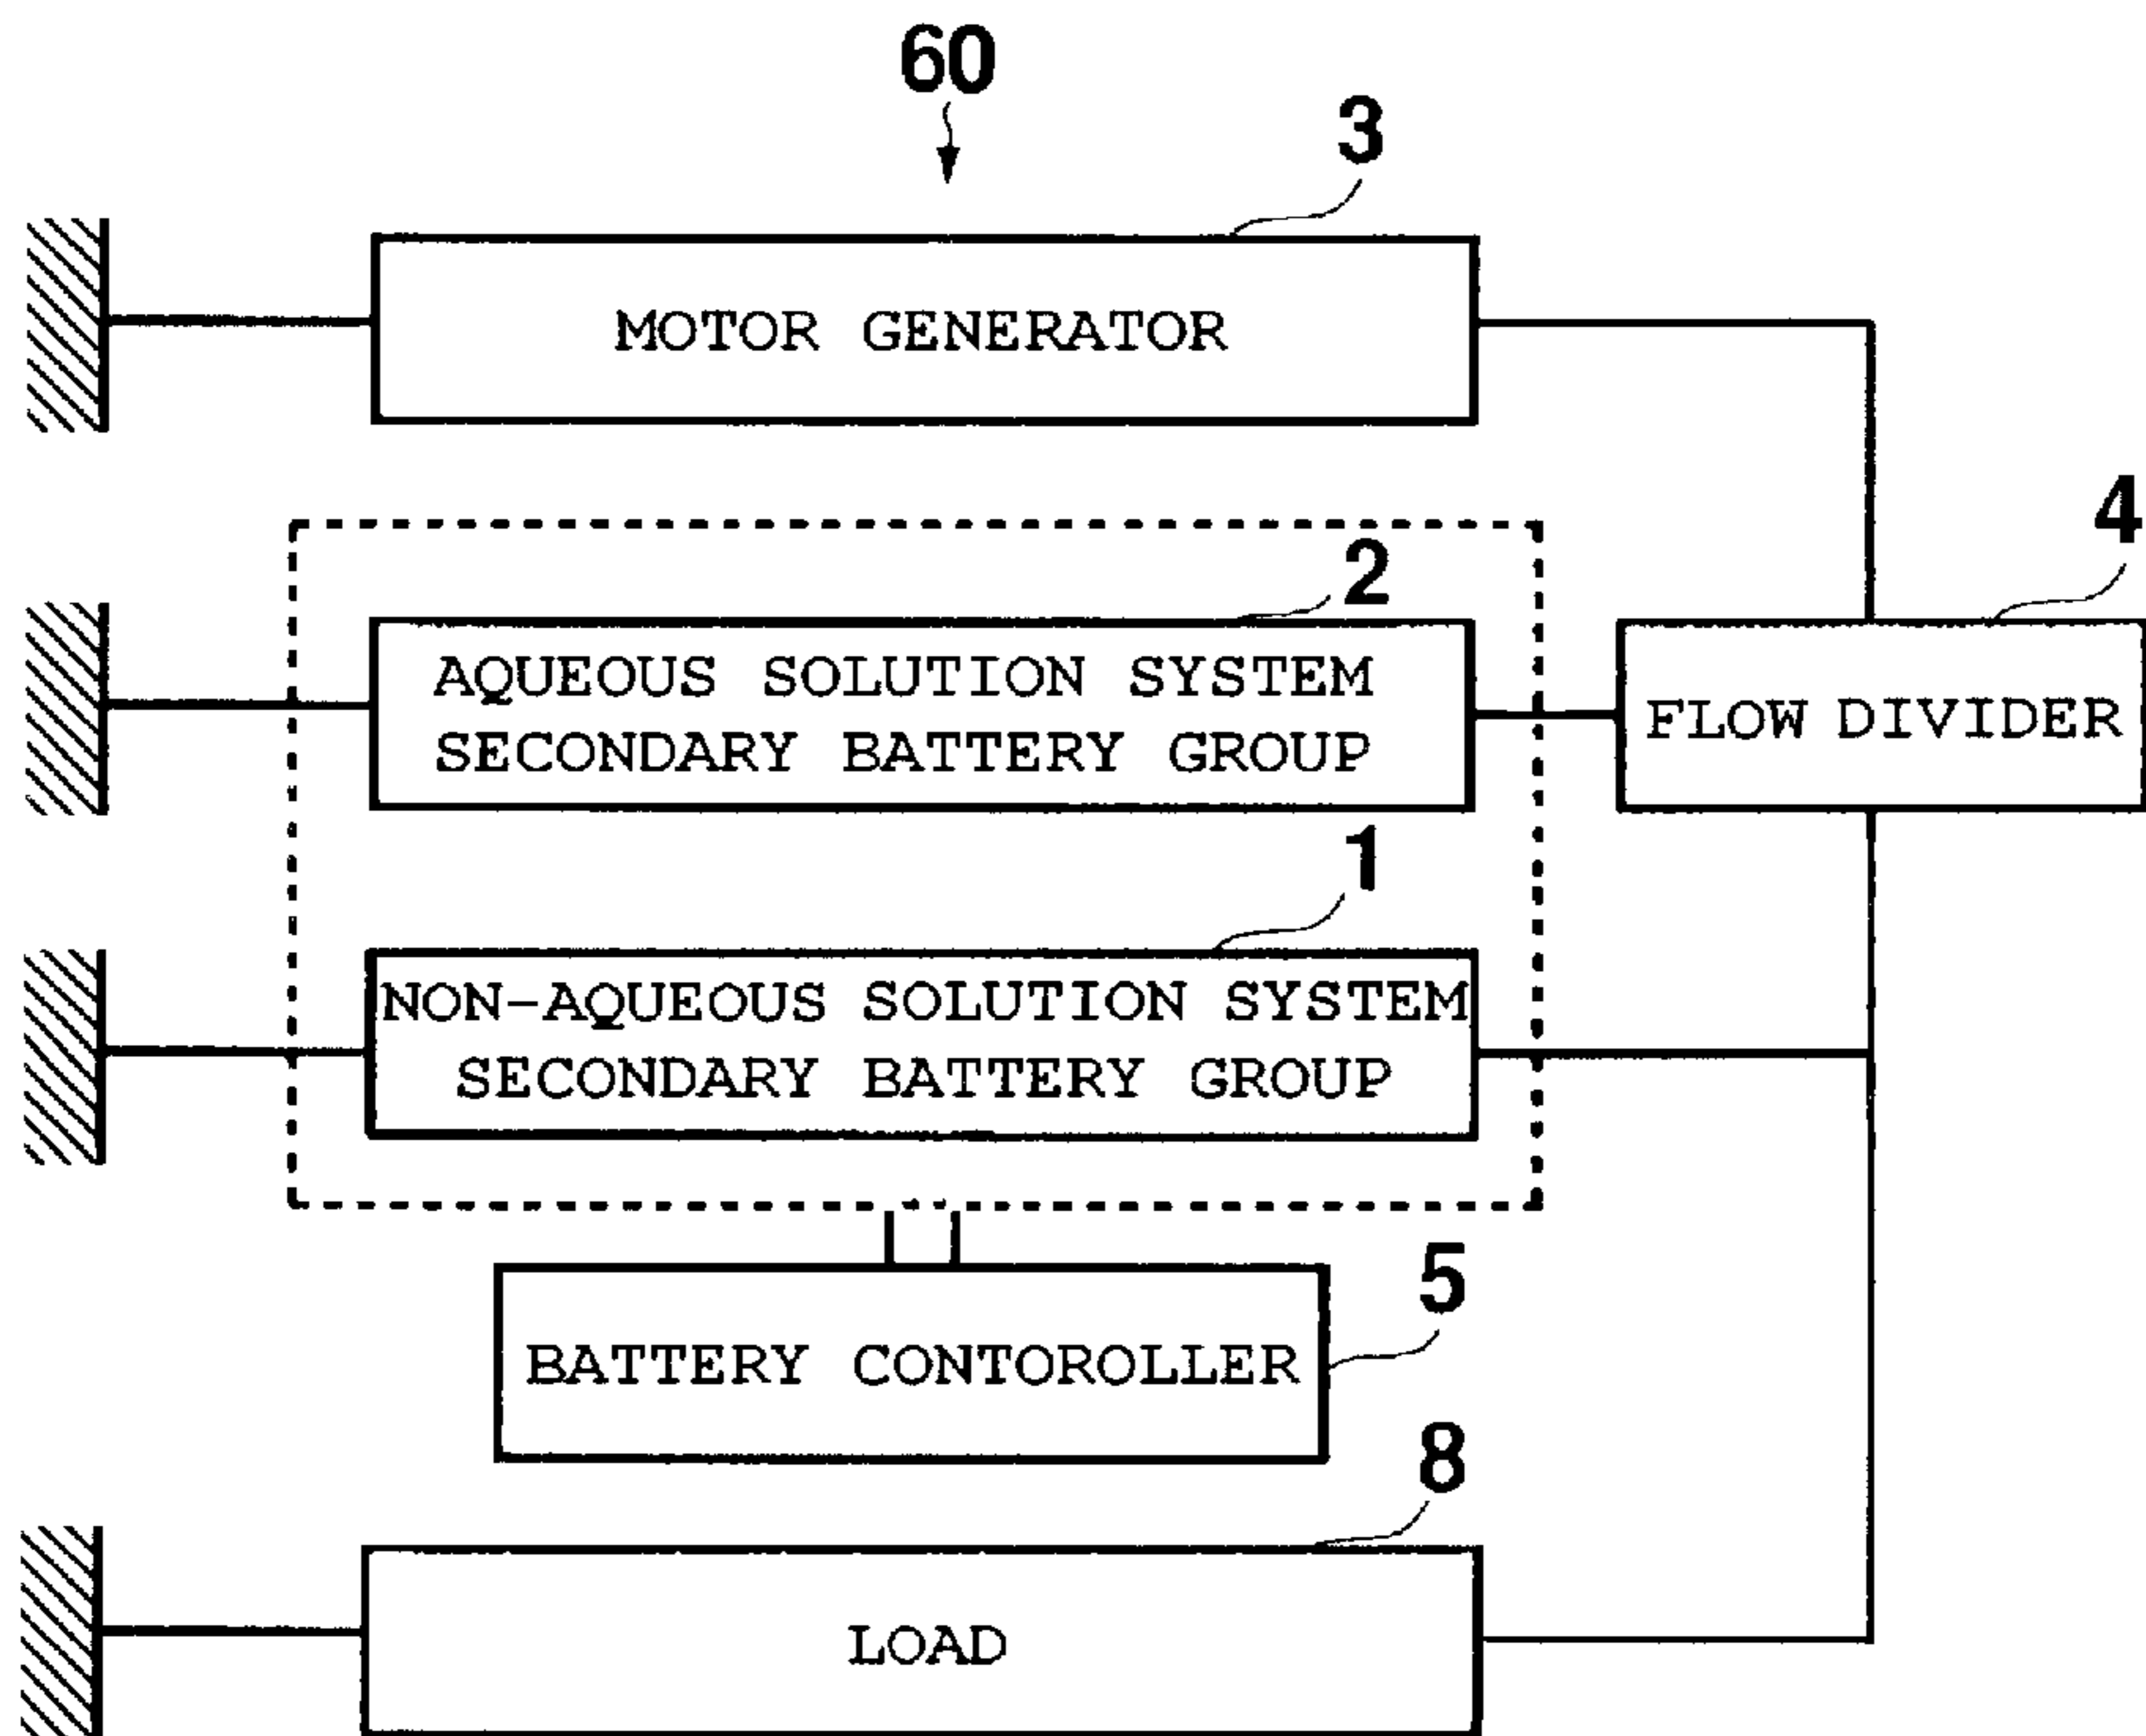 60
3
MOTOR GENERATOR
4
2
AQUEOUS SOLUTION SYSTEM
SECONDARY BATTERY GROUP
FLOW DIVIDER
1
NON-AQUEOUS SOLUTION SYSTEM
SECONDARY BATTERY GROUP
5
BATTERY CONTOROLLER
8
LOAD